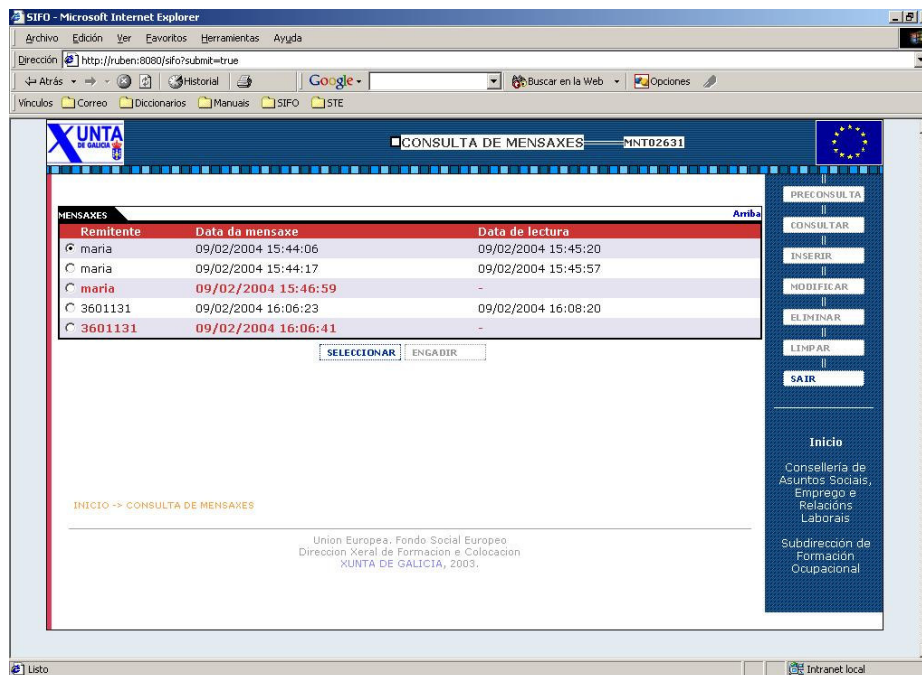 SIFO - Microsoft Internet Explorer
Archivo Edición Ver Favoritos Herramientas Ayuda
Dirección http://ruben:8080/sifo?submit=true
Atrás Historial Google Buscar en la Web Opciones
Vínculos Correo Diccionarios Manuais SIFO STE
XUNTA
DE GALICIA
CONSULTA DE MENSAXES MNT02631
MENSAXES Arriba
Remitente Data da mensaxe Data de lectura
maria 09/02/2004 15:44:06 09/02/2004 15:45:20
maria 09/02/2004 15:44:17 09/02/2004 15:45:57
maria 09/02/2004 15:46:59 -
3601131 09/02/2004 16:06:23 09/02/2004 16:08:20
3601131 09/02/2004 16:06:41 -
SELECCIONAR ENGADIR
PRECONSULTA
CONSULTAR
INSERIR
MODIFICAR
ELIMINAR
LIMPAR
SAIR
Inicio
Consellería de
Asuntos Sociais,
Emprego e
Relacións
Laborais
Subdirección de
Formación
Ocupacional
INICIO -> CONSULTA DE MENSAXES
Union Europea. Fondo Social Europeo
Direccion Xeral de Formacion e Colocacion
XUNTA DE GALICIA, 2003.
Listo Intranet local